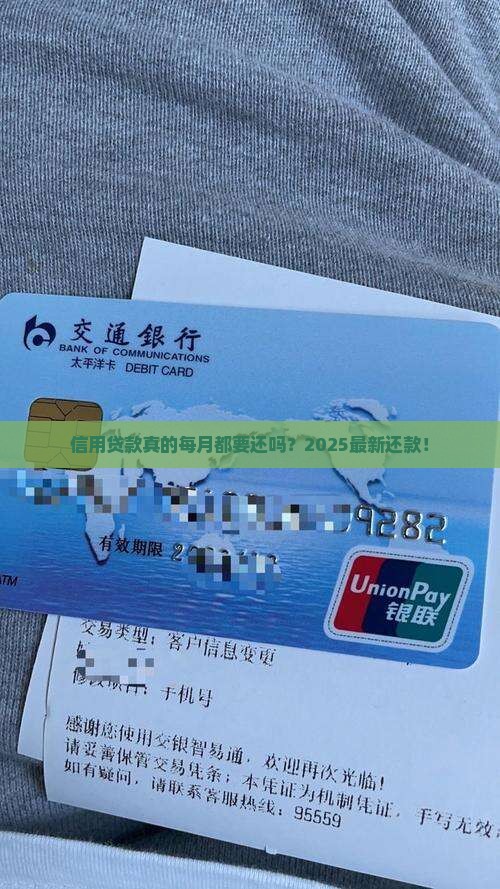 交通銀行
BANK OF COMMUNICATIONS
太平洋卡 DEBIT CARD
信用贷款真的每月都要还吗？2025最新还款！
9282
有效期限 2
ATM
UnionPay
银联
交易类型：客户信息变更
手机号
感谢您使用交银智易通，欢迎再次光临！
请妥善保管交易凭条；本凭证为机制凭证，手写无效
如有疑问，请联系客服热线：95559